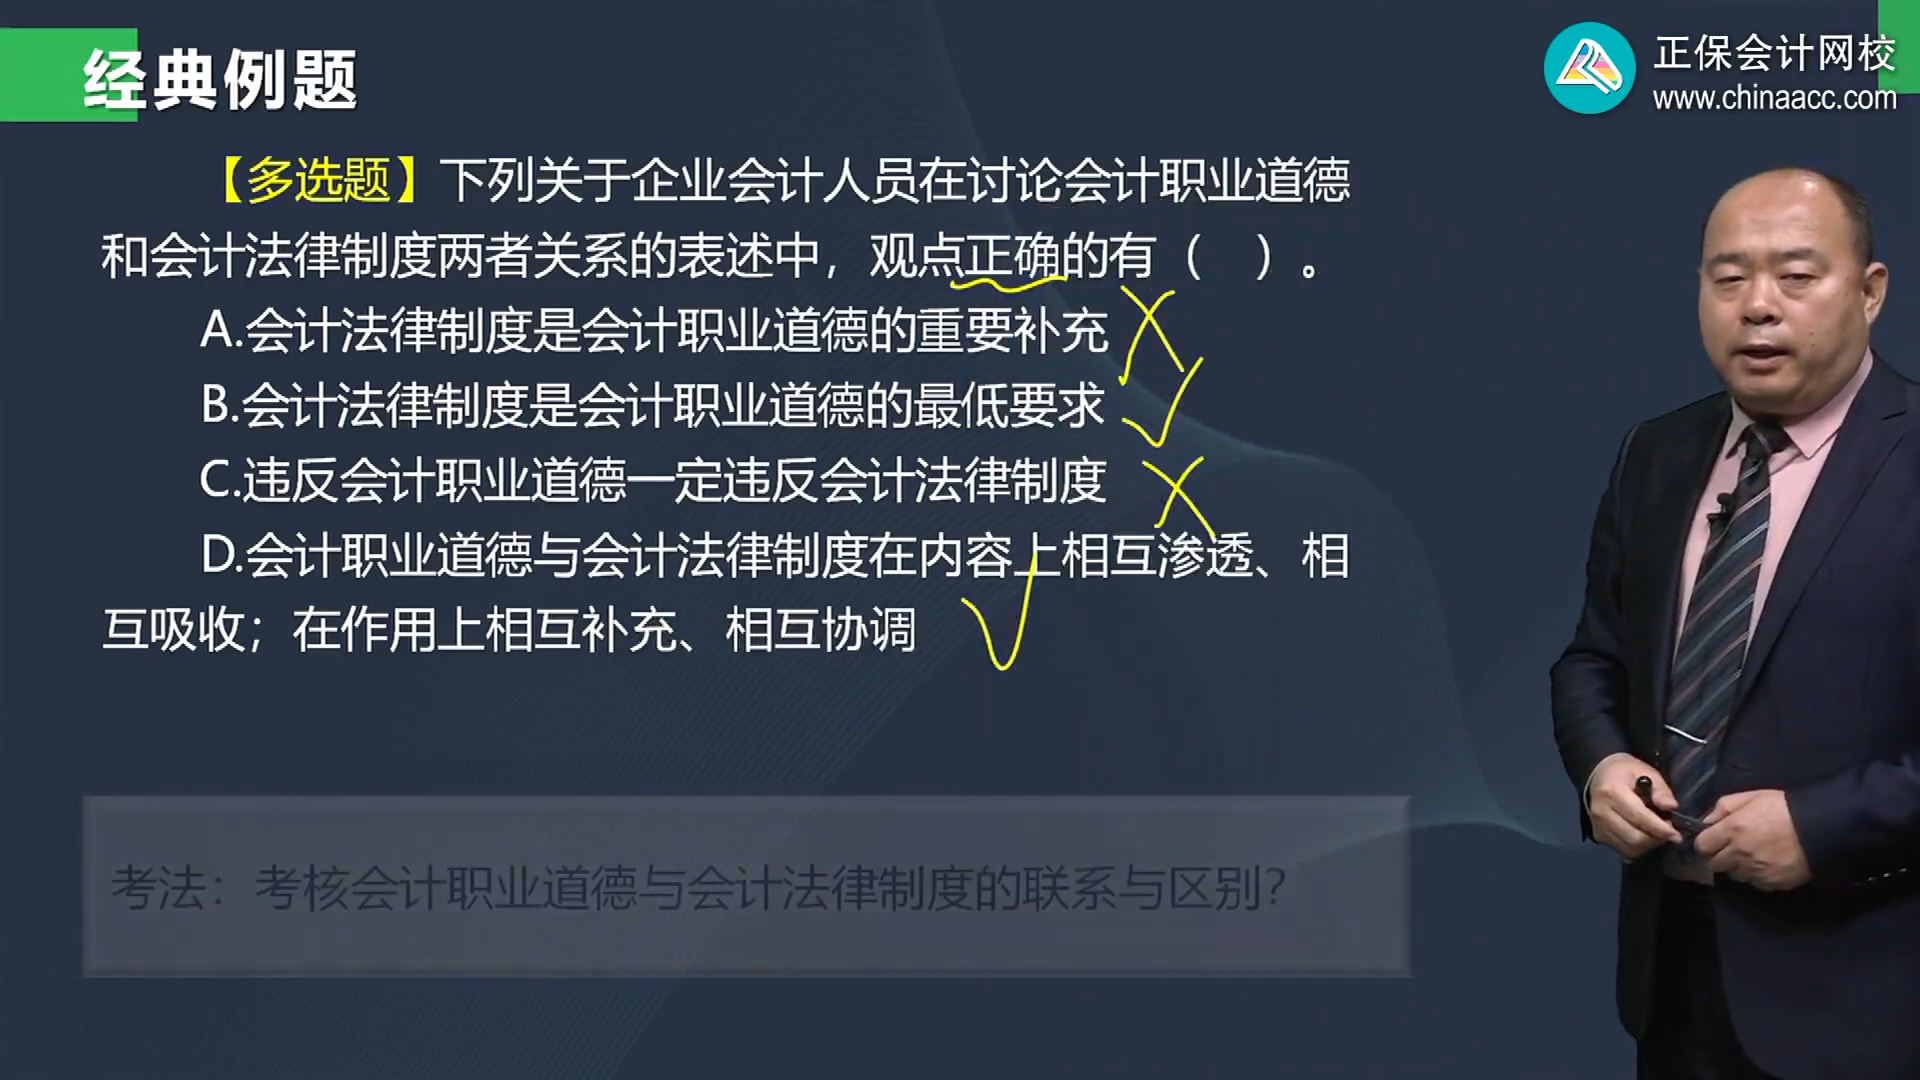 经典例题
正保会计网校
www.chinaacc.com
【多选题】下列关于企业会计人员在讨论会计职业道德
和会计法律制度两者关系的表述中，观点正确的有（　）。
A.会计法律制度是会计职业道德的重要补充
B.会计法律制度是会计职业道德的最低要求
C.违反会计职业道德一定违反会计法律制度
D.会计职业道德与会计法律制度在内容上相互渗透、相
互吸收；在作用上相互补充、相互协调
考法：考核会计职业道德与会计法律制度的联系与区别？